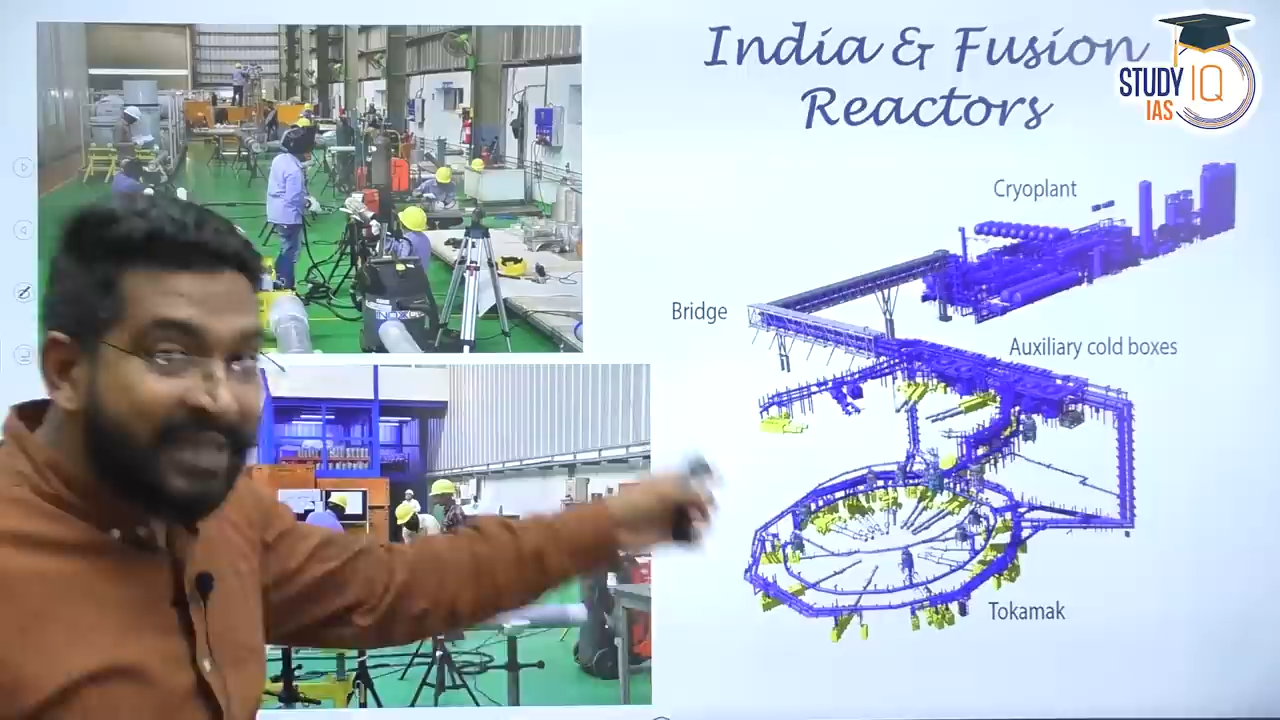 India & Fusion
Reactors
STUDY IQ
IAS
Cryoplant
Bridge
Auxiliary cold boxes
Tokamak